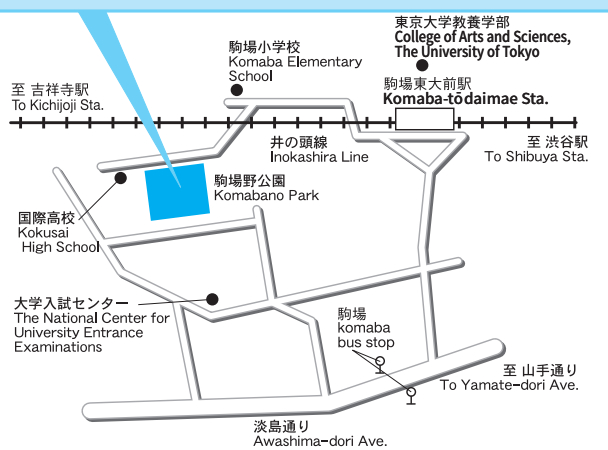 東京大学教養学部
College of Arts and Sciences,
The University of Tokyo
駒場小学校
Komaba Elementary
School
駒場東大前駅
Komaba-tōdaimae Sta.
至 吉祥寺駅
To Kichijoji Sta.
井の頭線
Inokashira Line
至 渋谷駅
To Shibuya Sta.
駒場野公園
Komabano Park
国際高校
Kokusai
High School
大学入試センター
The National Center for
University Entrance
Examinations
駒場
komaba
bus stop
至 山手通り
To Yamate-dori Ave.
淡島通り
Awashima-dori Ave.